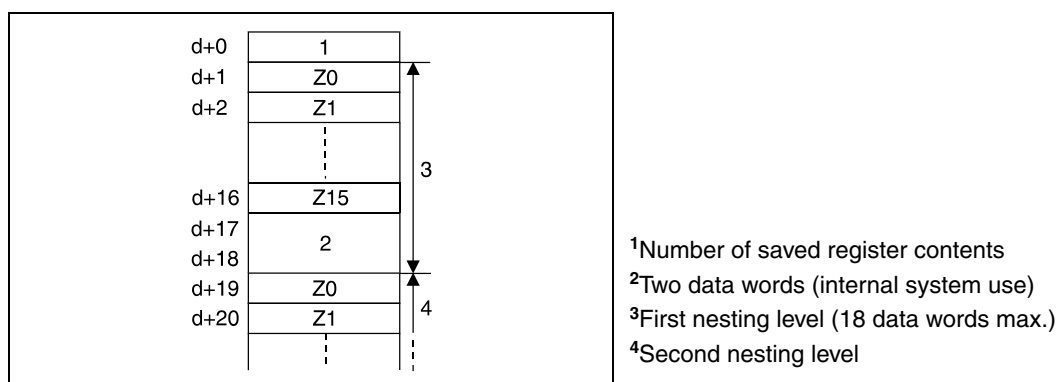 d+0 1
d+1 Z0
d+2 Z1
3
d+16 Z15
d+17
2
d+18
d+19 Z0
4
d+20 Z1
1Number of saved register contents
2Two data words (internal system use)
3First nesting level (18 data words max.)
4Second nesting level